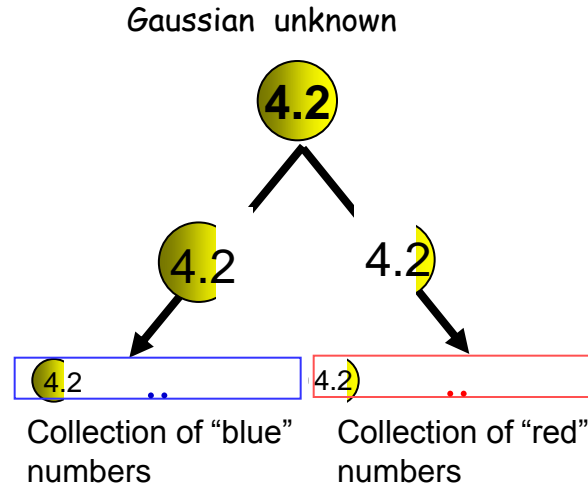 Gaussian unknown
4.2
4.2
4.2
4.2
..
4.2
..
Collection of “blue”
numbers
Collection of “red”
numbers